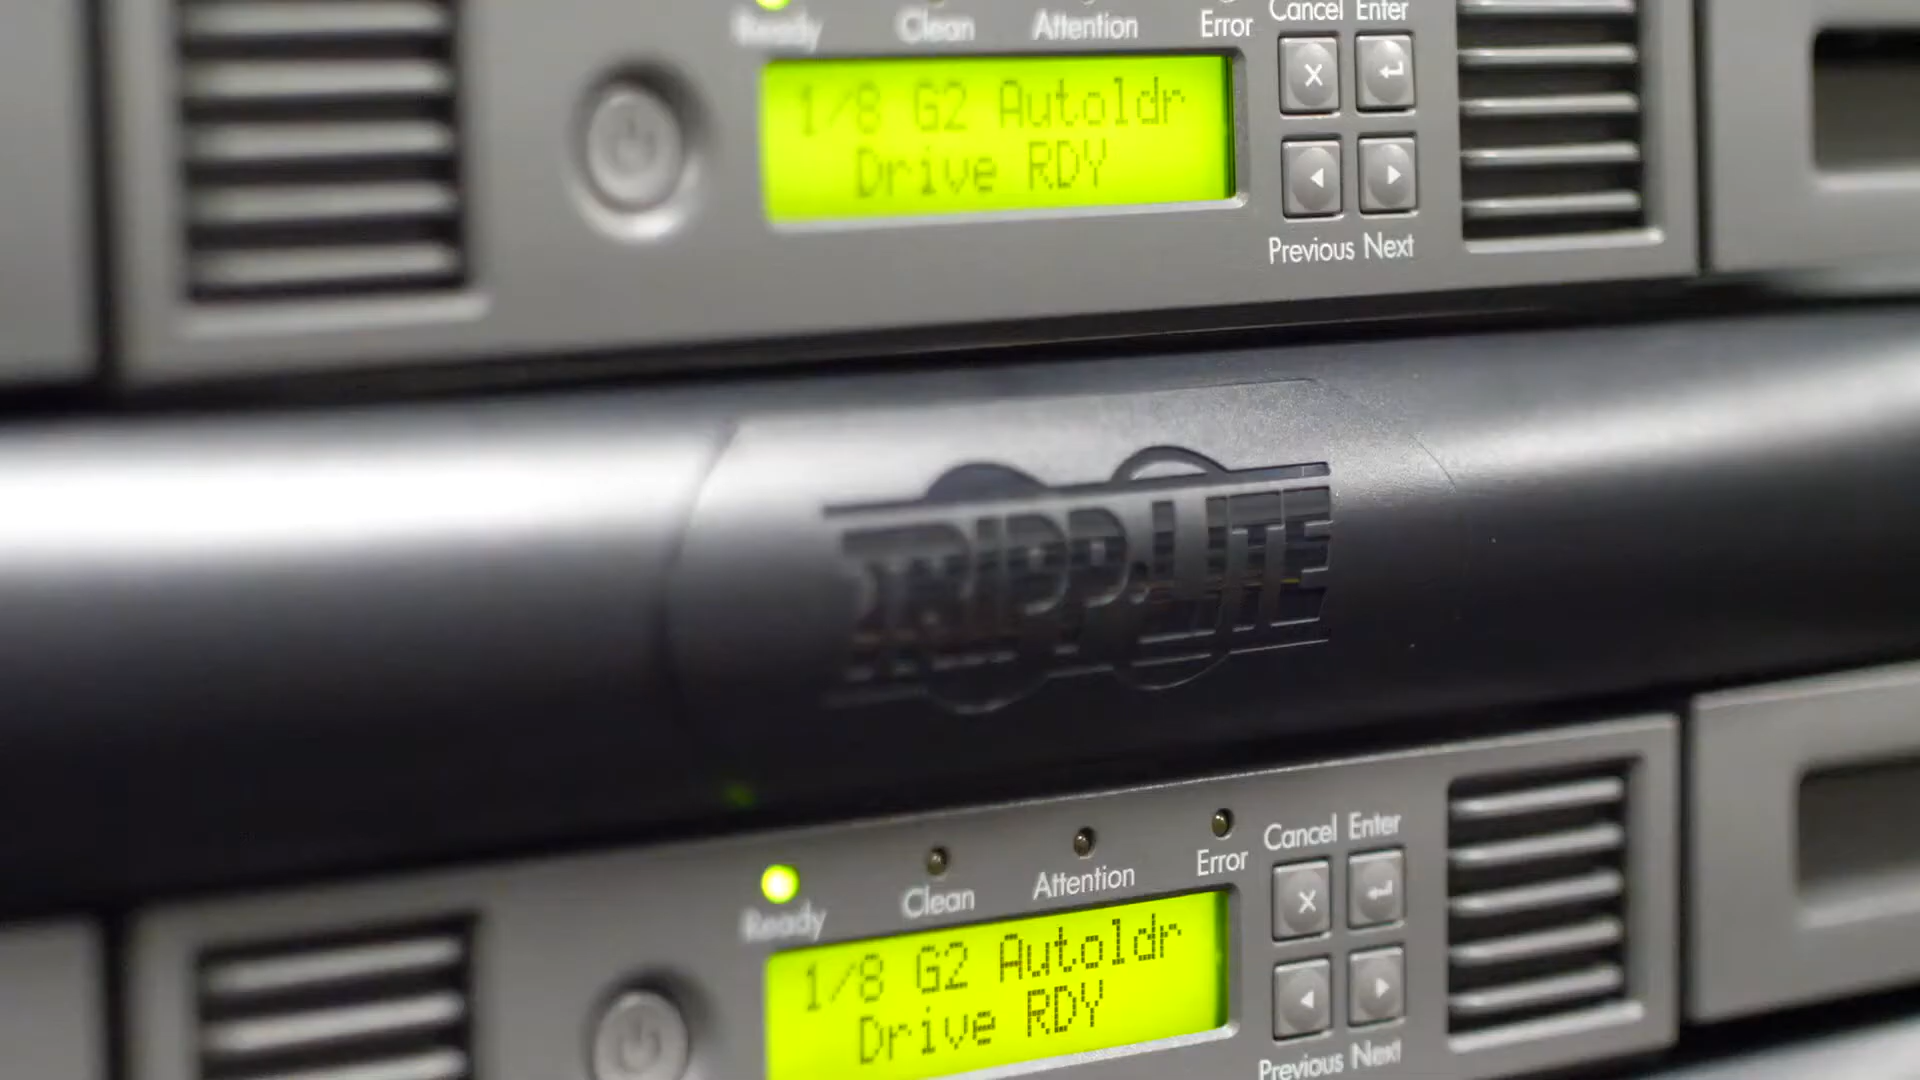 Ready Clean Attention Error Cancel Enter
1/8 G2 Autoldr
Drive RDY
Previous Next
TRIPP·LITE
Ready Clean Attention Error Cancel Enter
1/8 G2 Autoldr
Drive RDY
Previous Next